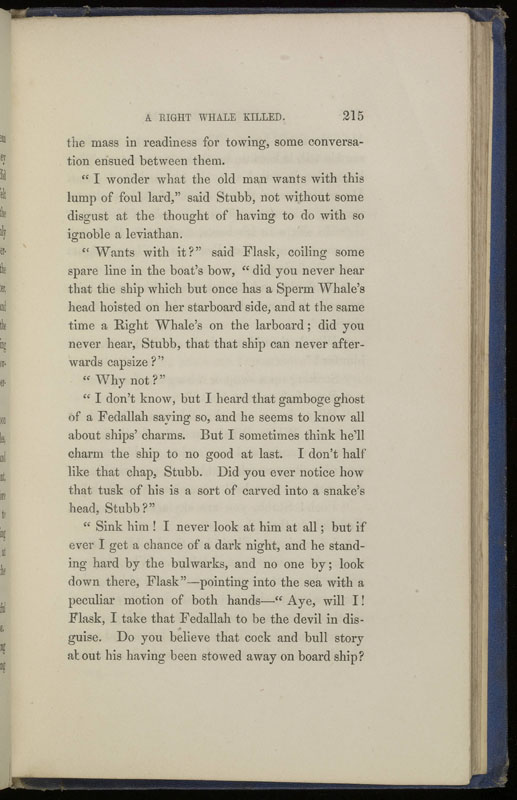 A RIGHT WHALE KILLED. 215
the mass in readiness for towing, some conversa-
tion ensued between them.
“ I wonder what the old man wants with this
lump of foul lard,” said Stubb, not without some
disgust at the thought of having to do with so
ignoble a leviathan.
“ Wants with it?” said Flask, coiling some
spare line in the boat’s bow, “ did you never hear
that the ship which but once has a Sperm Whale’s
head hoisted on her starboard side, and at the same
time a Right Whale’s on the larboard; did you
never hear, Stubb, that that ship can never after-
wards capsize?”
“ Why not?”
“ I don’t know, but I heard that gamboge ghost
of a Fedallah saying so, and he seems to know all
about ships’ charms. But I sometimes think he’ll
charm the ship to no good at last. I don’t half
like that chap, Stubb. Did you ever notice how
that tusk of his is a sort of carved into a snake’s
head, Stubb?”
“ Sink him! I never look at him at all; but if
ever I get a chance of a dark night, and he stand-
ing hard by the bulwarks, and no one by; look
down there, Flask”—pointing into the sea with a
peculiar motion of both hands—“ Aye, will I!
Flask, I take that Fedallah to be the devil in dis-
guise. Do you believe that cock and bull story
about his having been stowed away on board ship?